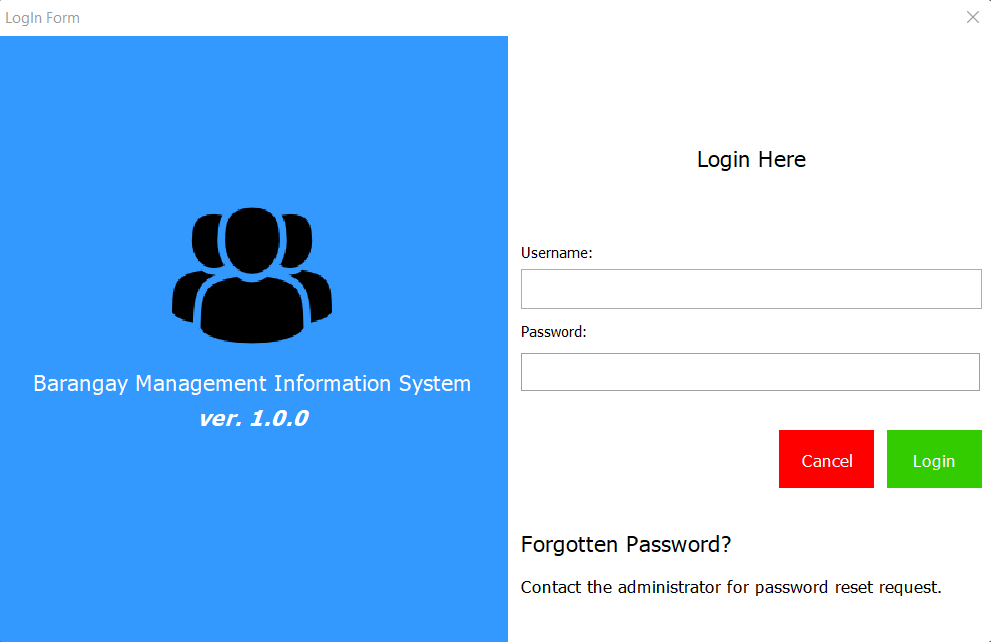 LogIn Form
Barangay Management Information System
ver. 1.0.0
Login Here
Username:
Password:
Cancel
Login
Forgotten Password?
Contact the administrator for password reset request.